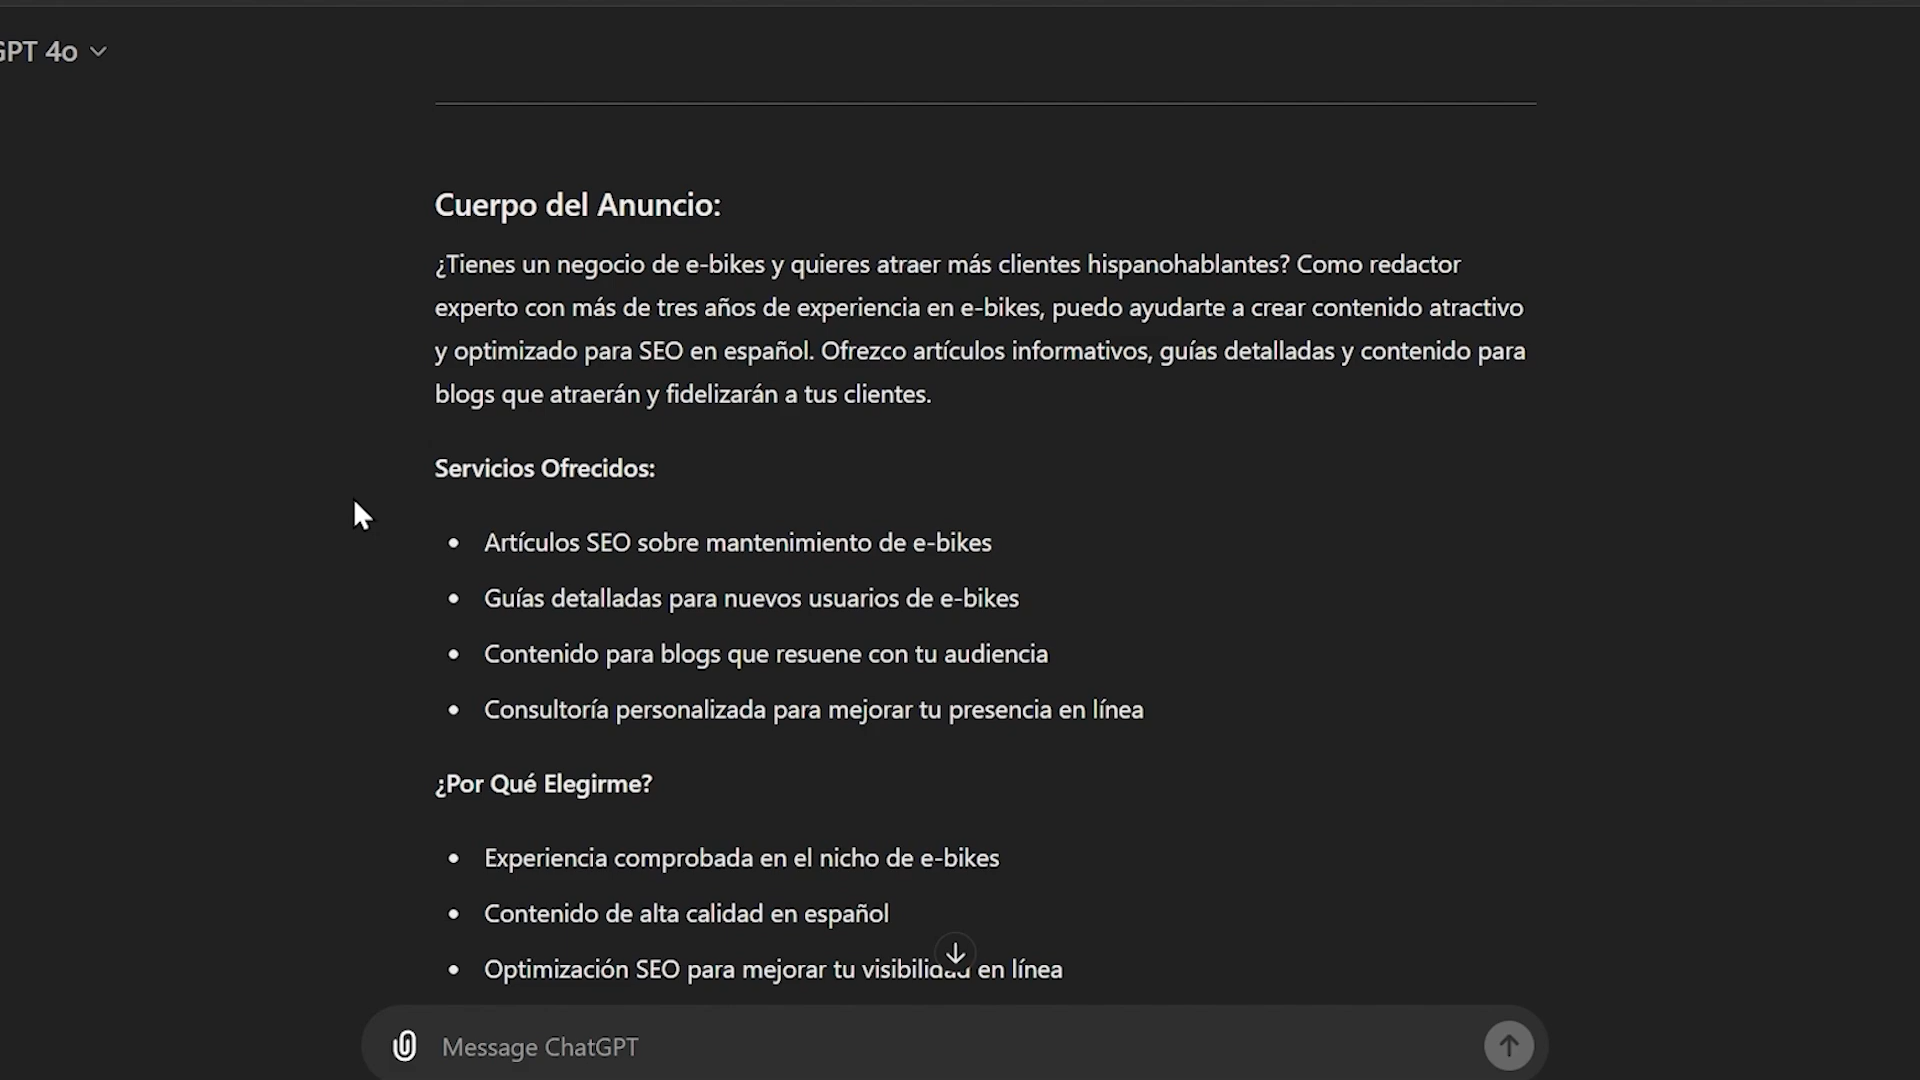 GPT 4o
Cuerpo del Anuncio:
¿Tienes un negocio de e-bikes y quieres atraer más clientes hispanohablantes? Como redactor
experto con más de tres años de experiencia en e-bikes, puedo ayudarte a crear contenido atractivo
y optimizado para SEO en español. Ofrezco artículos informativos, guías detalladas y contenido para
blogs que atraerán y fidelizarán a tus clientes.
Servicios Ofrecidos:
• Artículos SEO sobre mantenimiento de e-bikes
• Guías detalladas para nuevos usuarios de e-bikes
• Contenido para blogs que resuene con tu audiencia
• Consultoría personalizada para mejorar tu presencia en línea
¿Por Qué Elegirme?
• Experiencia comprobada en el nicho de e-bikes
• Contenido de alta calidad en español
• Optimización SEO para mejorar tu visibilidad en línea
Message ChatGPT